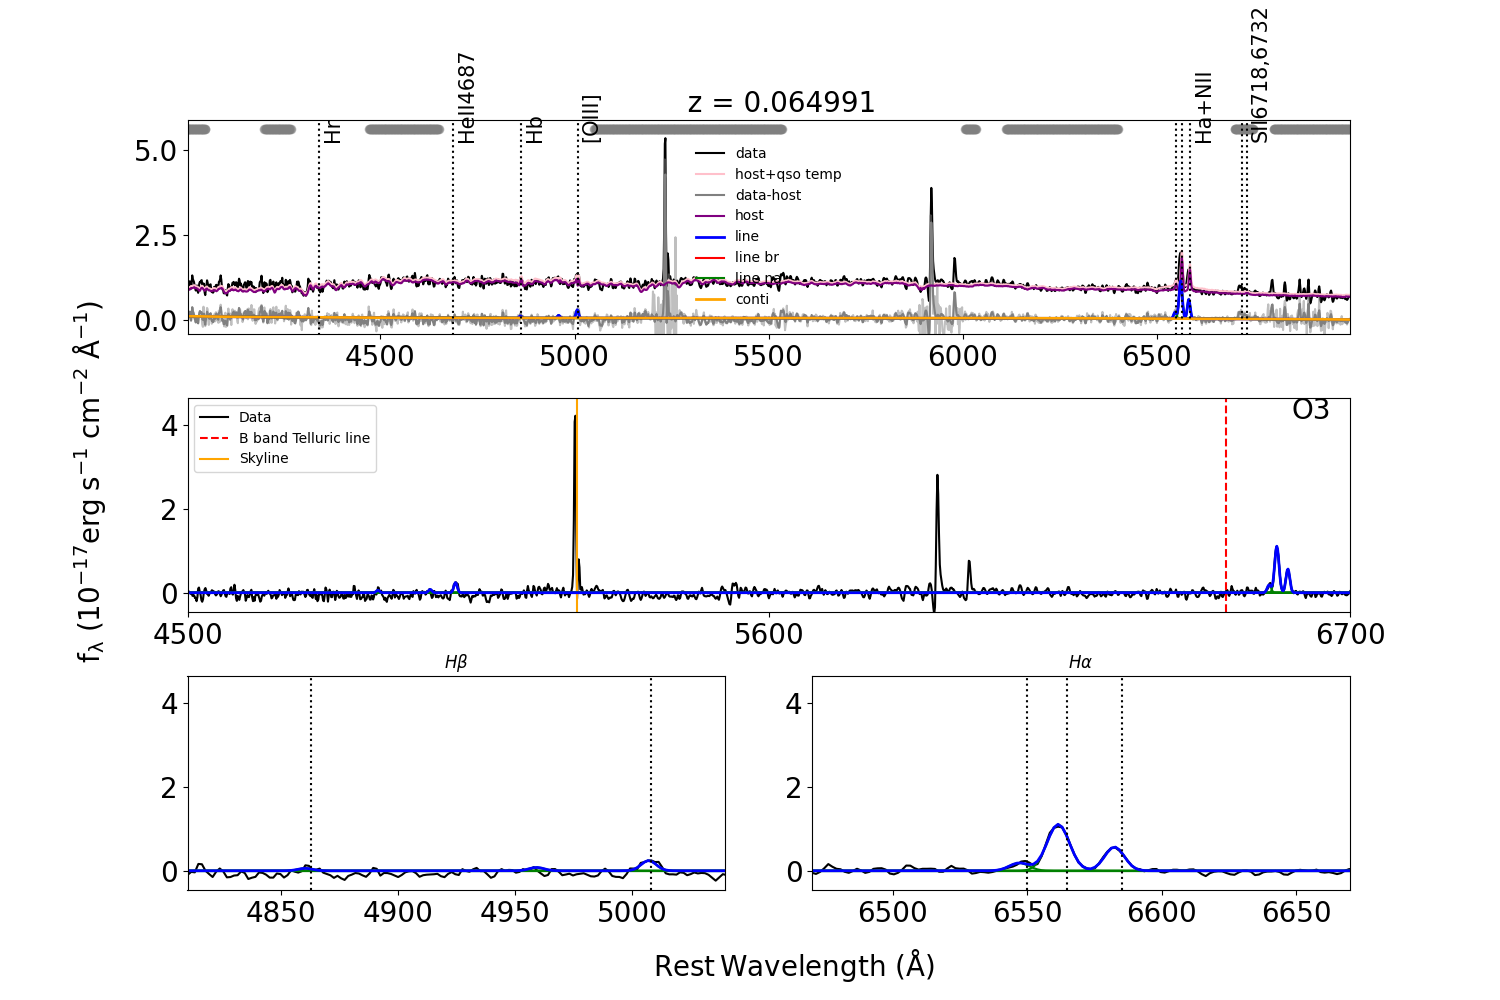 z = 0.064991
Hr
HeII4687
Hb
[OIII]
Ha+NII
SII6718,6732
data
host+qso temp
data-host
host
line
line br
line na
conti
5.0
2.5
0.0
4500 5000 5500 6000 6500
Data
B band Telluric line
Skyline
O3
4
2
0
4500 5600 6700
fλ (10⁻¹⁷erg s⁻¹ cm⁻² Å⁻¹)
Hβ
4
2
0
4850 4900 4950 5000
Hα
4
2
0
6500 6550 6600 6650
Rest Wavelength (Å)